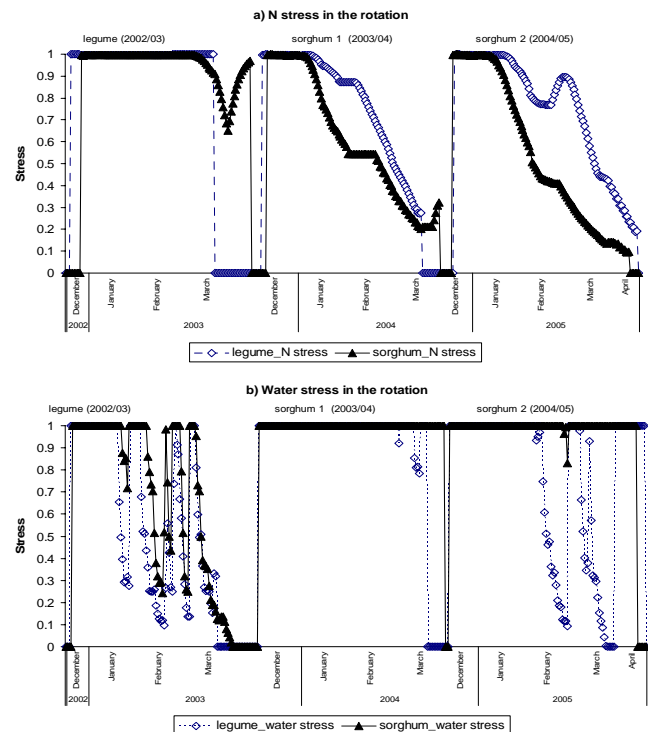 a) N stress in the rotation
legume (2002/03) sorghum 1 (2003/04) sorghum 2 (2004/05)
1
0.9
0.8
0.7
0.6
0.5
0.4
0.3
0.2
0.1
0
Stress
December January February March December January February March December January February March April
2002 2003 2004 2005
legume_N stress sorghum_N stress
b) Water stress in the rotation
legume (2002/03) sorghum 1 (2003/04) sorghum 2 (2004/05)
1
0.9
0.8
0.7
0.6
0.5
0.4
0.3
0.2
0.1
0
Stress
December January February March December January February March December January February March April
2002 2003 2004 2005
legume_water stress sorghum_water stress